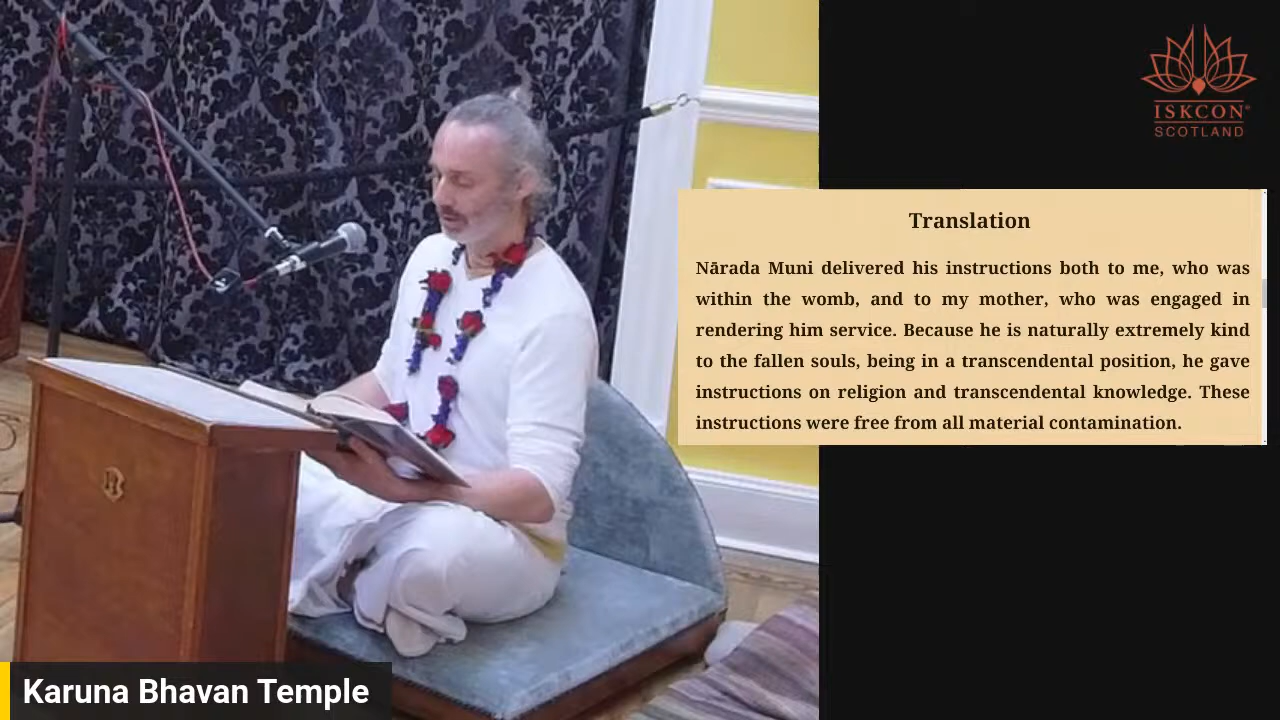 ISKCON®
SCOTLAND
Translation
Nārada Muni delivered his instructions both to me, who was
within the womb, and to my mother, who was engaged in
rendering him service. Because he is naturally extremely kind
to the fallen souls, being in a transcendental position, he gave
instructions on religion and transcendental knowledge. These
instructions were free from all material contamination.
Karuna Bhavan Temple